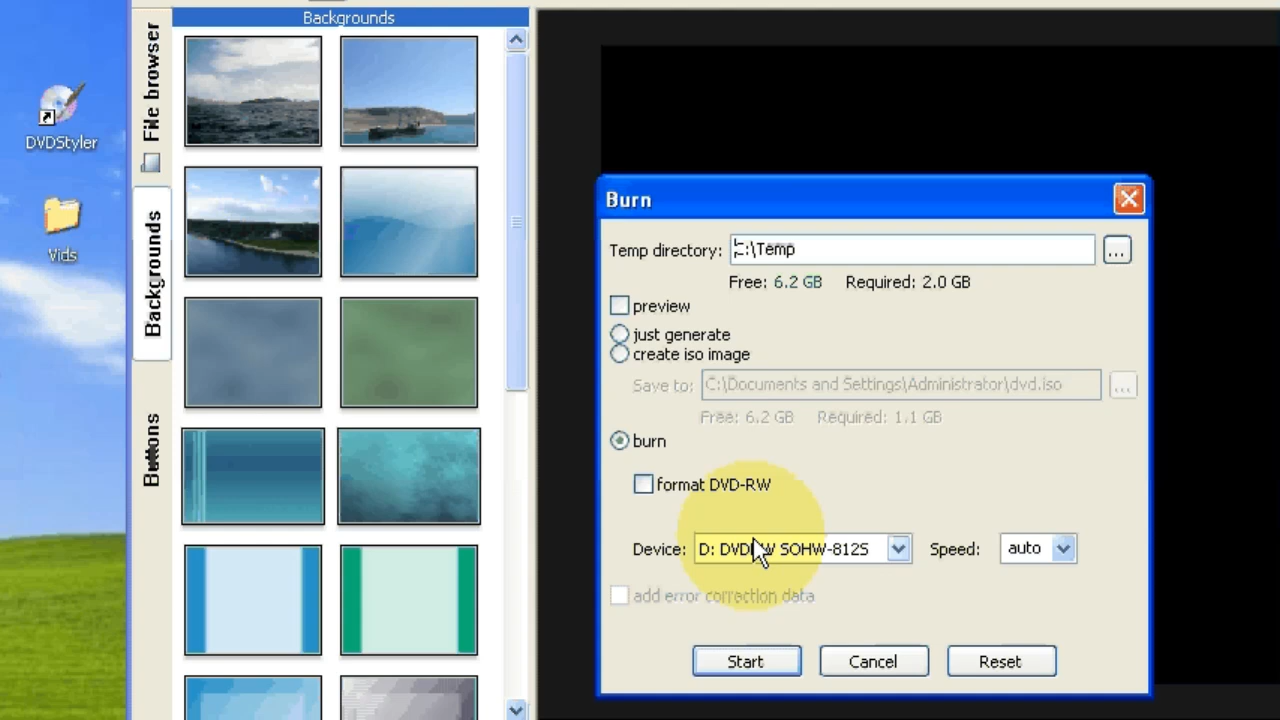 Backgrounds
File browser
DVDStyler
Vids
Backgrounds
Buttons
Burn
Temp directory: C:\Temp ...
Free: 6.2 GB Required: 2.0 GB
preview
just generate
create iso image
Save to: C:\Documents and Settings\Administrator\dvd.iso ...
Free: 6.2 GB Required: 1.1 GB
burn
format DVD-RW
Device: D: DVDRW SOHW-812S Speed: auto
add error correction data
Start Cancel Reset